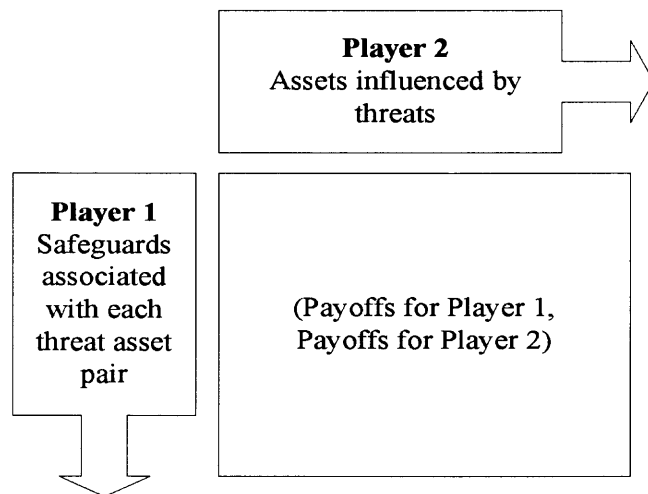 Player 2
Assets influenced by
threats
Player 1
Safeguards
associated
with each
threat asset
pair
(Payoffs for Player 1,
Payoffs for Player 2)